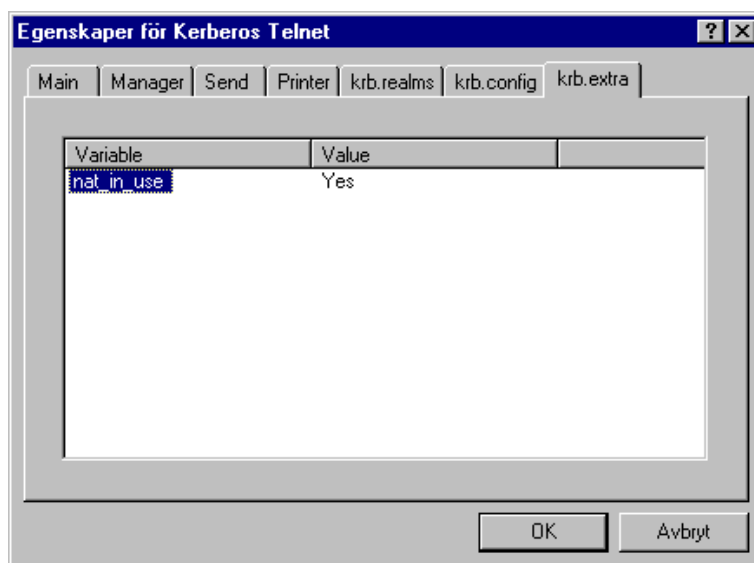 Egenskaper för Kerberos Telnet
Main Manager Send Printer krb.realms krb.config krb.extra
Variable Value
nat_in_use Yes
OK Avbryt